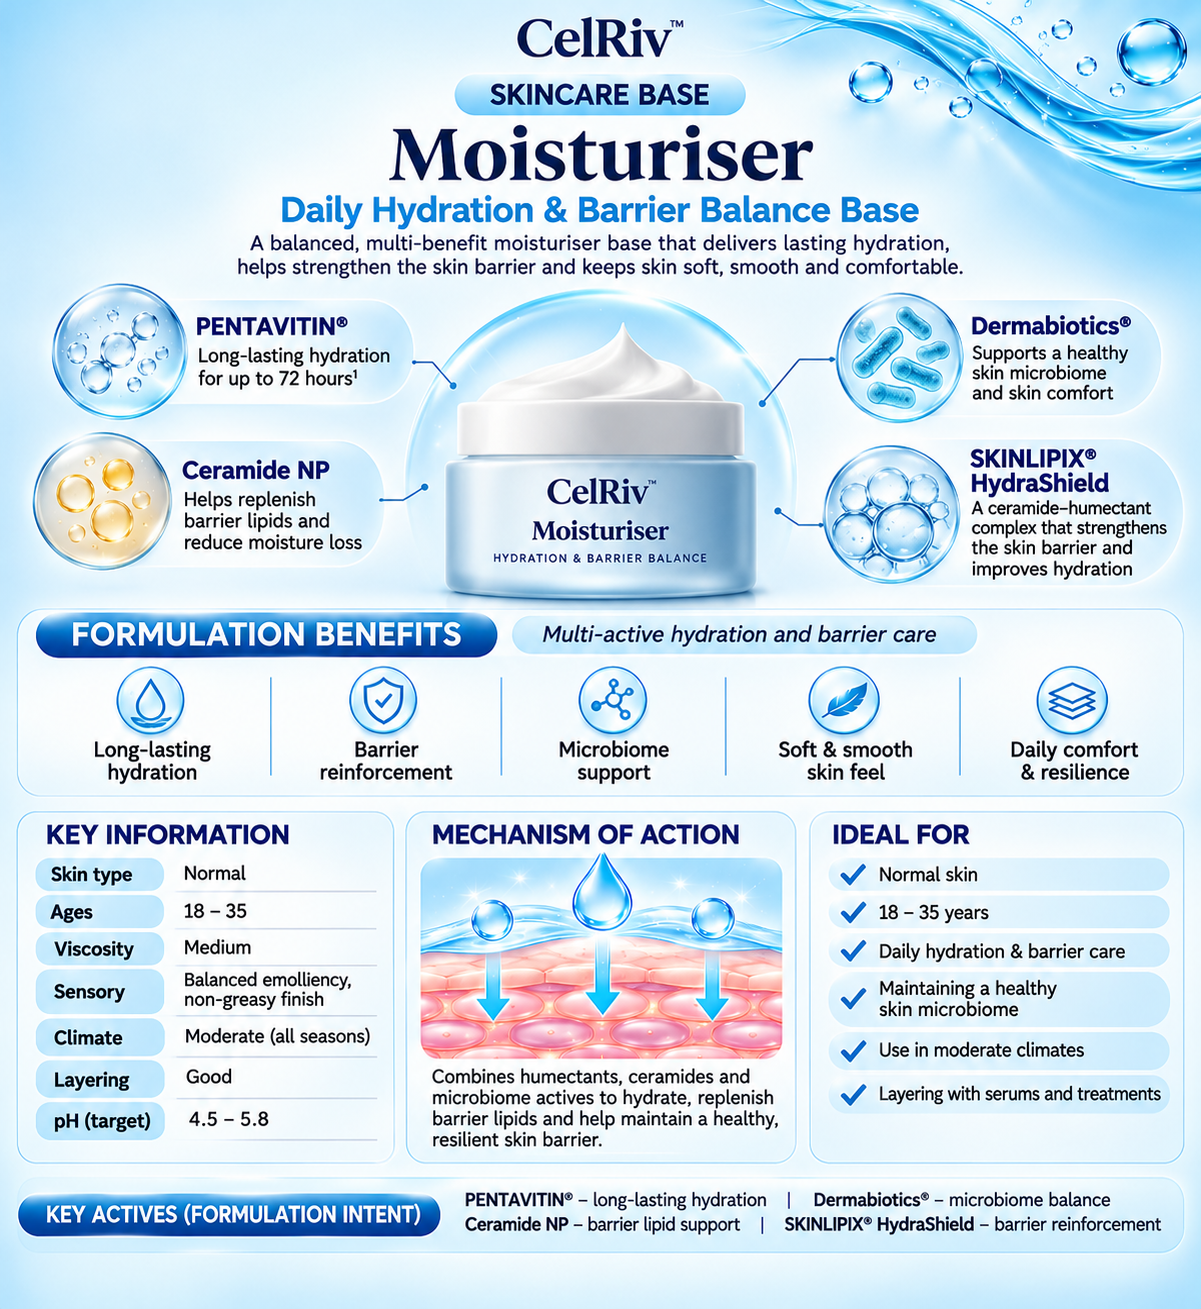 CelRiv™
SKINCARE BASE
Moisturiser
Daily Hydration & Barrier Balance Base
A balanced, multi-benefit moisturiser base that delivers lasting hydration,
helps strengthen the skin barrier and keeps skin soft, smooth and comfortable.
PENTAVITIN®
Long-lasting hydration
for up to 72 hours¹
Ceramide NP
Helps replenish
barrier lipids and
reduce moisture loss
CelRiv™
Moisturiser
HYDRATION & BARRIER BALANCE
Dermabiotics®
Supports a healthy
skin microbiome
and skin comfort
SKINLIPIX®
HydraShield
A ceramide–humectant
complex that strengthens
the skin barrier and
improves hydration
FORMULATION BENEFITS
Multi-active hydration and barrier care
Long-lasting
hydration
Barrier
reinforcement
Microbiome
support
Soft & smooth
skin feel
Daily comfort
& resilience
KEY INFORMATION
Skin type Normal
Ages 18 – 35
Viscosity Medium
Sensory Balanced emolliency,
non-greasy finish
Climate Moderate (all seasons)
Layering Good
pH (target) 4.5 – 5.8
MECHANISM OF ACTION
Combines humectants, ceramides and
microbiome actives to hydrate, replenish
barrier lipids and help maintain a healthy,
resilient skin barrier.
IDEAL FOR
Normal skin
18 – 35 years
Daily hydration & barrier care
Maintaining a healthy
skin microbiome
Use in moderate climates
Layering with serums and treatments
KEY ACTIVES (FORMULATION INTENT)
PENTAVITIN® – long-lasting hydration | Dermabiotics® – microbiome balance
Ceramide NP – barrier lipid support | SKINLIPIX® HydraShield – barrier reinforcement